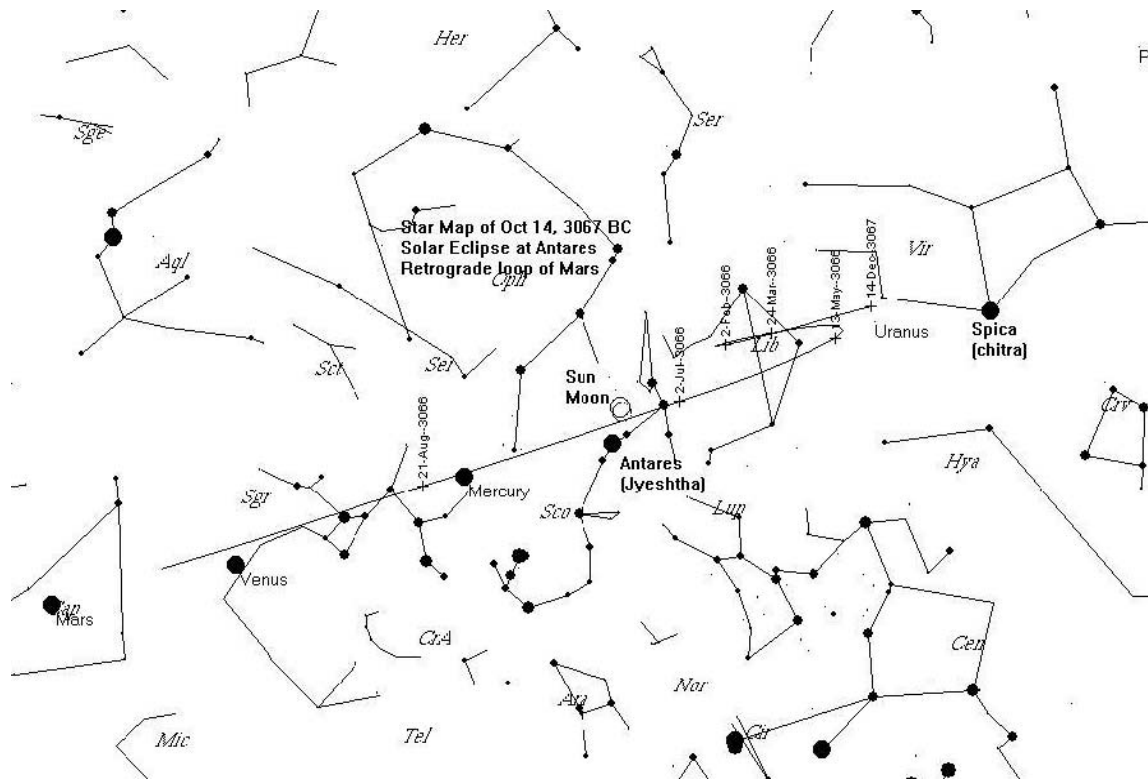 Her
P
Sge
Ser
Star Map of Oct 14, 3067 BC
Solar Eclipse at Antares
Retrograde loop of Mars
Aql
Oph
Vir
14-Dec--3067
2-Feb--3066
24-Mar--3066
13-May--3066
Uranus
Spica
(chitra)
Lib
Sct
Sun
Moon
2-Jul--3066
Crv
Antares
(Jyeshtha)
Hya
21-Aug--3066
Mercury
Sgr
Sco
Lup
Venus
Mars
CrA
Cen
Nor
Ara
Mic
Tel
Cir